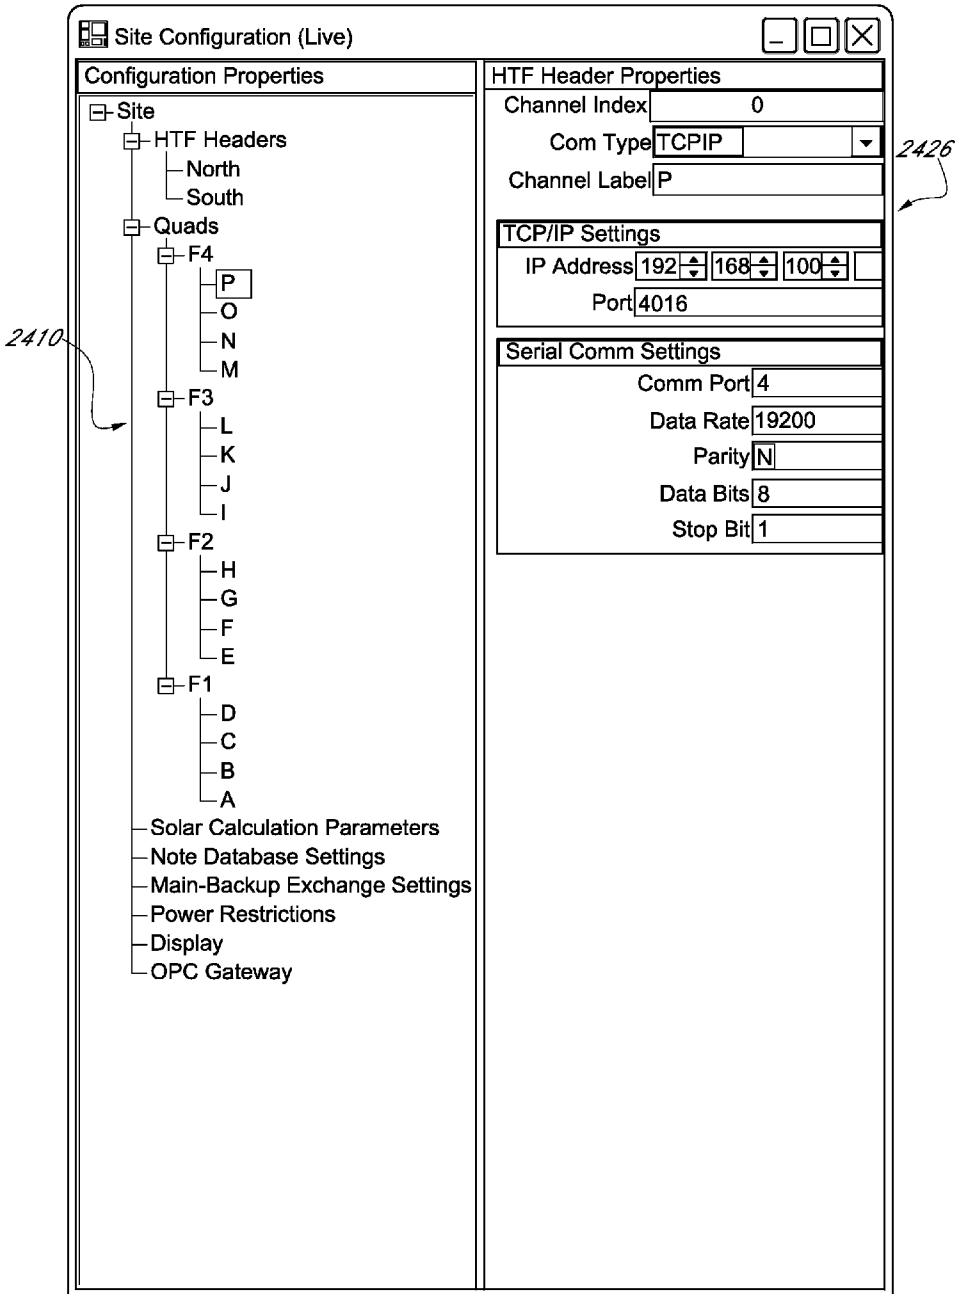 Site Configuration (Live)
Configuration Properties
Site
HTF Headers
North
South
Quads
F4
P
O
N
M
F3
L
K
J
I
F2
H
G
F
E
F1
D
C
B
A
Solar Calculation Parameters
Note Database Settings
Main-Backup Exchange Settings
Power Restrictions
Display
OPC Gateway
2410
HTF Header Properties
Channel Index 0
Com Type TCPIP
Channel Label P
TCP/IP Settings
IP Address 192 168 100
Port 4016
Serial Comm Settings
Comm Port 4
Data Rate 19200
Parity N
Data Bits 8
Stop Bit 1
2426